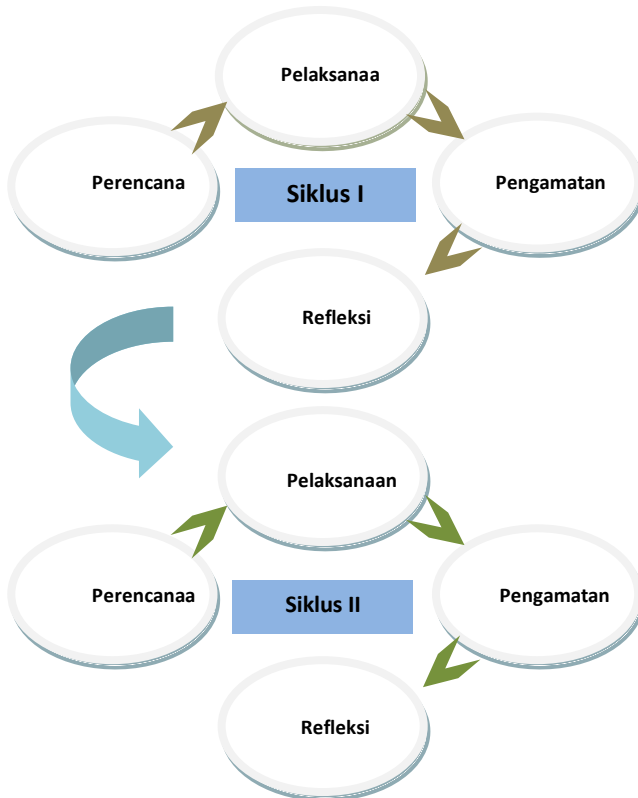 Pelaksanaa
Perencana
Siklus I
Pengamatan
Refleksi
Pelaksanaan
Perencanaa
Siklus II
Pengamatan
Refleksi